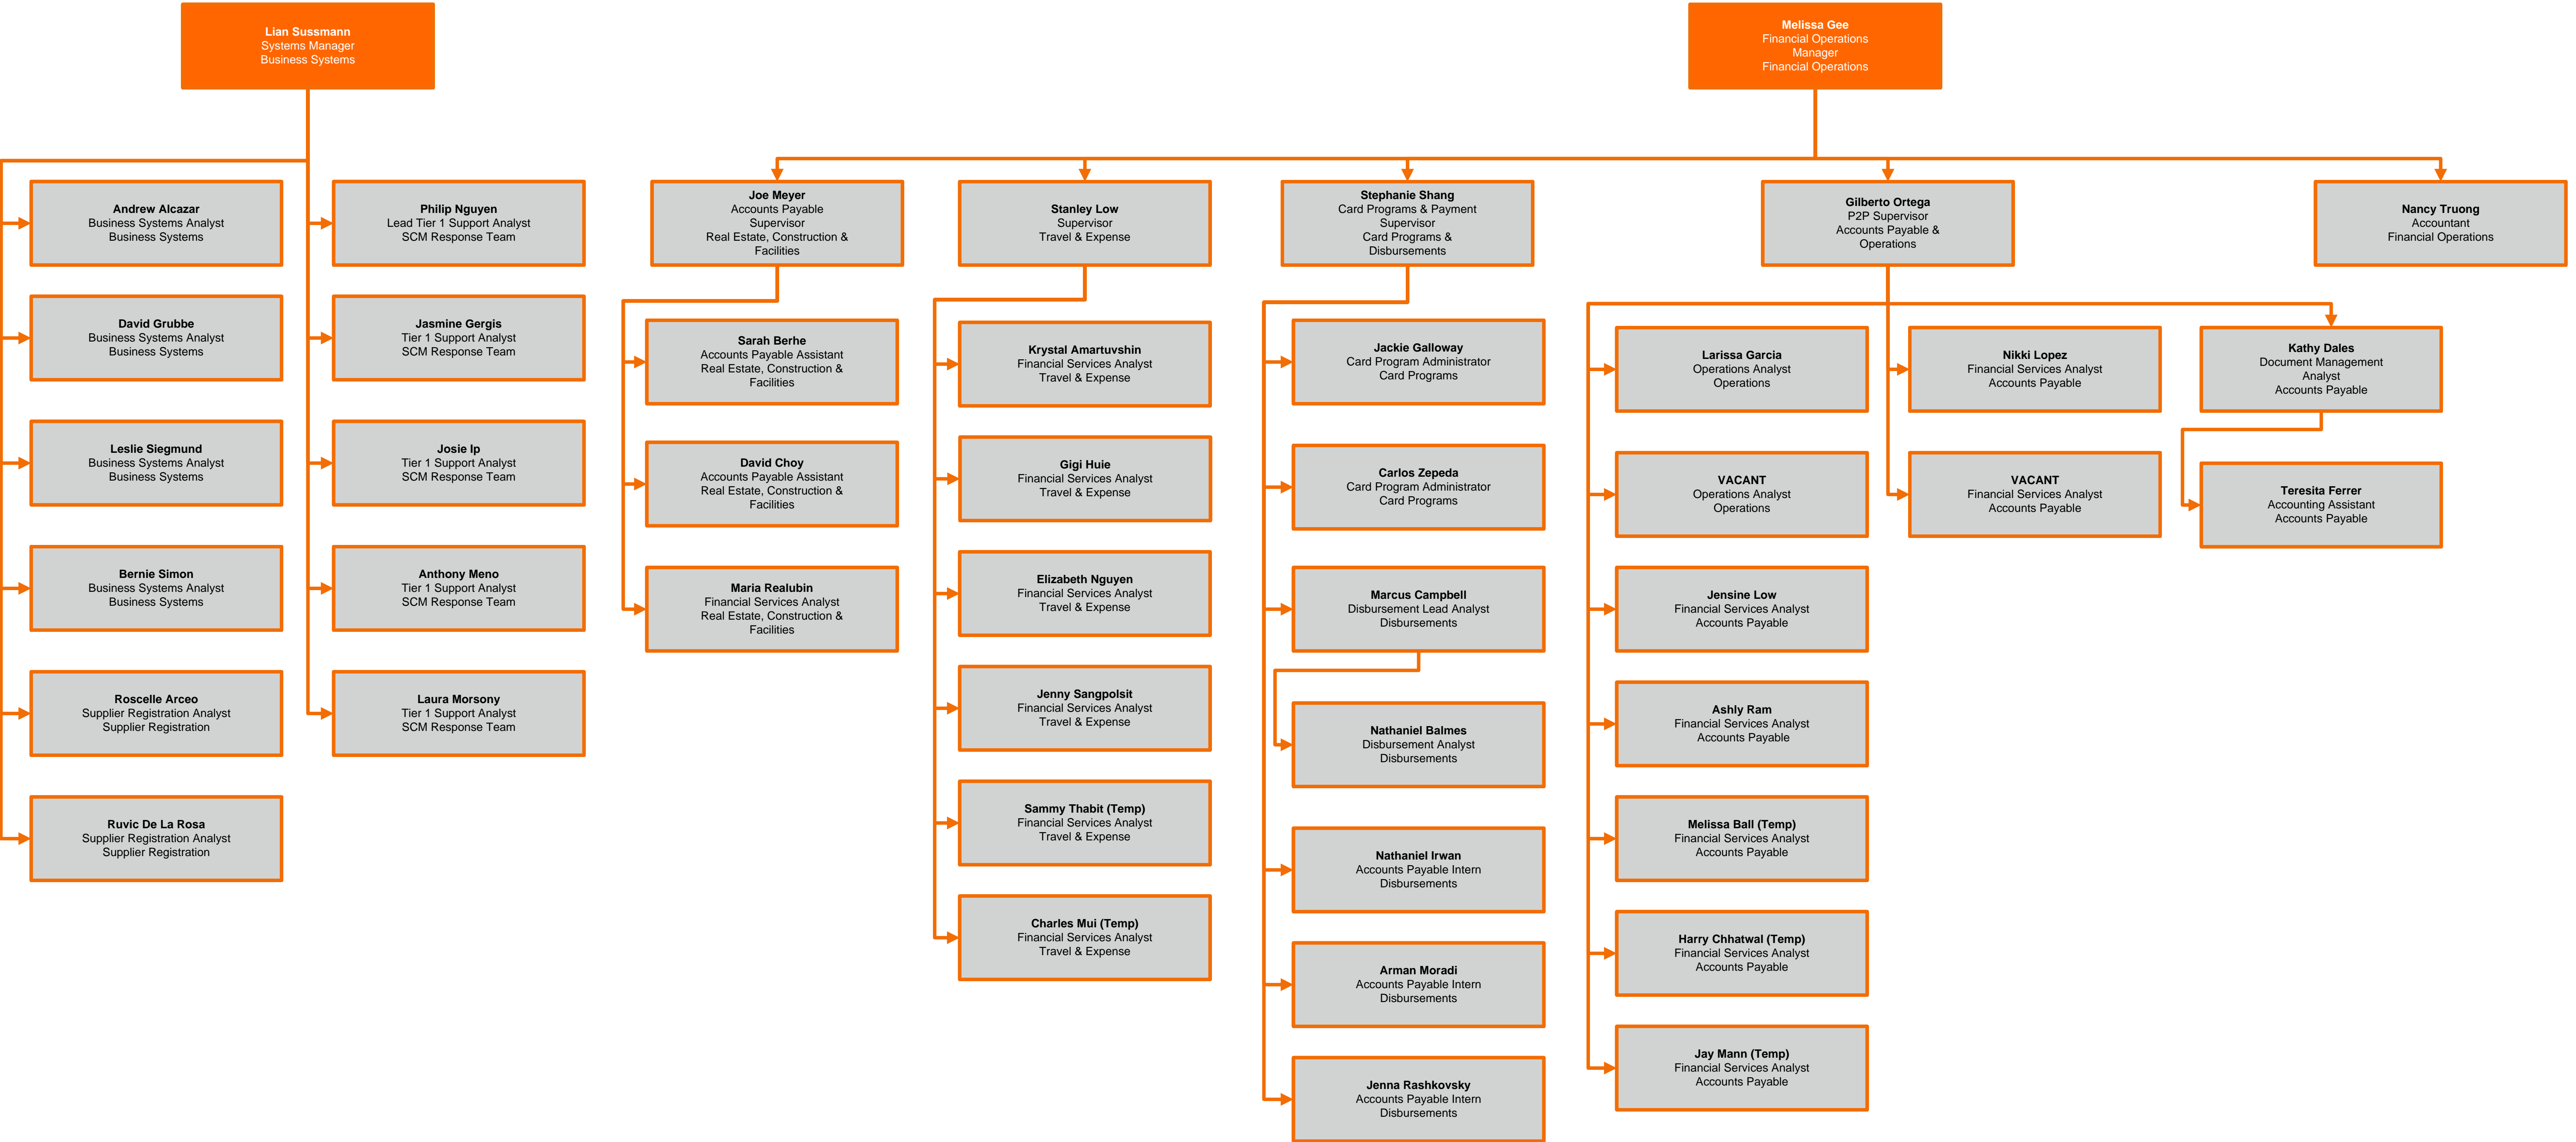 Lian Sussmann
Systems Manager
Business Systems
Melissa Gee
Financial Operations
Manager
Financial Operations
Andrew Alcazar
Business Systems Analyst
Business Systems
David Grubbe
Business Systems Analyst
Business Systems
Leslie Siegmund
Business Systems Analyst
Business Systems
Bernie Simon
Business Systems Analyst
Business Systems
Roscelle Arceo
Supplier Registration Analyst
Supplier Registration
Ruvic De La Rosa
Supplier Registration Analyst
Supplier Registration
Philip Nguyen
Lead Tier 1 Support Analyst
SCM Response Team
Jasmine Gergis
Tier 1 Support Analyst
SCM Response Team
Josie Ip
Tier 1 Support Analyst
SCM Response Team
Anthony Meno
Tier 1 Support Analyst
SCM Response Team
Laura Morsony
Tier 1 Support Analyst
SCM Response Team
Joe Meyer
Accounts Payable
Supervisor
Real Estate, Construction &
Facilities
Sarah Berhe
Accounts Payable Assistant
Real Estate, Construction &
Facilities
David Choy
Accounts Payable Assistant
Real Estate, Construction &
Facilities
Maria Realubin
Financial Services Analyst
Real Estate, Construction &
Facilities
Stanley Low
Supervisor
Travel & Expense
Krystal Amartuvshin
Financial Services Analyst
Travel & Expense
Gigi Huie
Financial Services Analyst
Travel & Expense
Elizabeth Nguyen
Financial Services Analyst
Travel & Expense
Jenny Sangpolsit
Financial Services Analyst
Travel & Expense
Sammy Thabit (Temp)
Financial Services Analyst
Travel & Expense
Charles Mui (Temp)
Financial Services Analyst
Travel & Expense
Stephanie Shang
Card Programs & Payment
Supervisor
Card Programs &
Disbursements
Jackie Galloway
Card Program Administrator
Card Programs
Carlos Zepeda
Card Program Administrator
Card Programs
Marcus Campbell
Disbursement Lead Analyst
Disbursements
Nathaniel Balmes
Disbursement Analyst
Disbursements
Nathaniel Irwan
Accounts Payable Intern
Disbursements
Arman Moradi
Accounts Payable Intern
Disbursements
Jenna Rashkovsky
Accounts Payable Intern
Disbursements
Gilberto Ortega
P2P Supervisor
Accounts Payable &
Operations
Larissa Garcia
Operations Analyst
Operations
VACANT
Operations Analyst
Operations
Jensine Low
Financial Services Analyst
Accounts Payable
Ashly Ram
Financial Services Analyst
Accounts Payable
Melissa Ball (Temp)
Financial Services Analyst
Accounts Payable
Harry Chhatwal (Temp)
Financial Services Analyst
Accounts Payable
Jay Mann (Temp)
Financial Services Analyst
Accounts Payable
Nikki Lopez
Financial Services Analyst
Accounts Payable
VACANT
Financial Services Analyst
Accounts Payable
Kathy Dales
Document Management
Analyst
Accounts Payable
Teresita Ferrer
Accounting Assistant
Accounts Payable
Nancy Truong
Accountant
Financial Operations